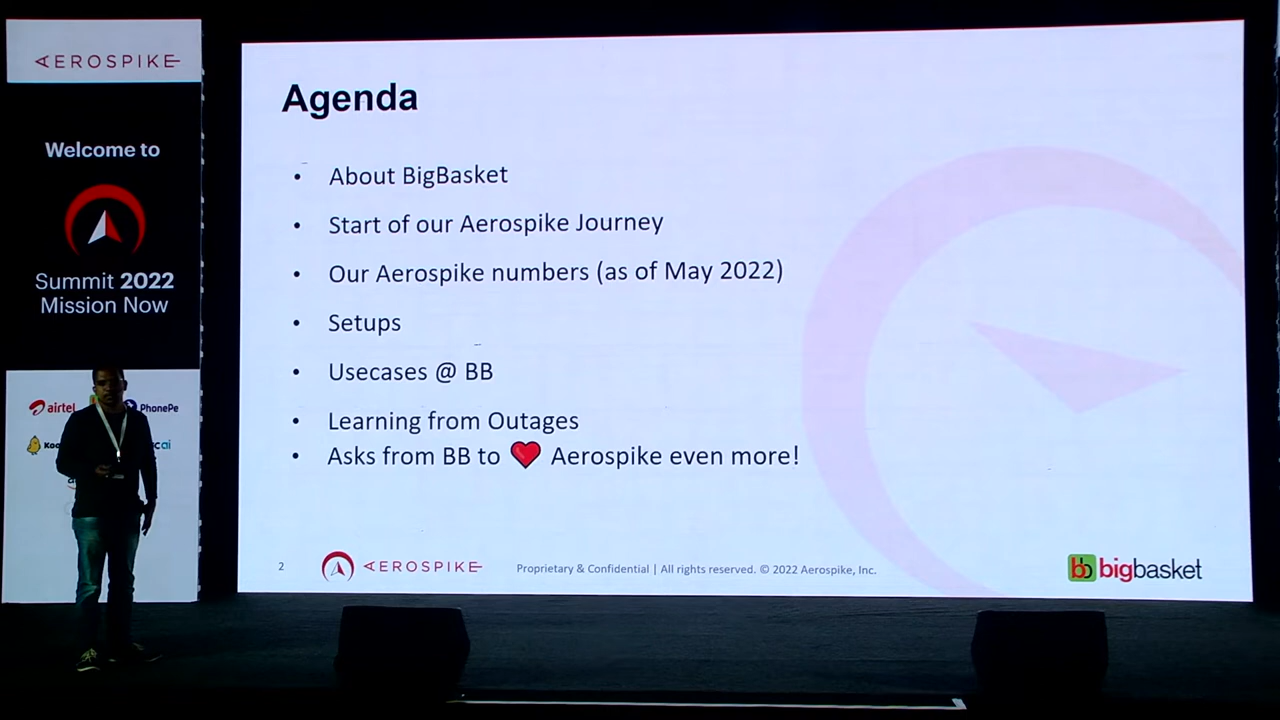 AEROSPIKE
Welcome to
Summit 2022
Mission Now
airtel
PhonePe
Agenda
• About BigBasket
• Start of our Aerospike Journey
• Our Aerospike numbers (as of May 2022)
• Setups
• Usecases @ BB
• Learning from Outages
• Asks from BB to ❤️ Aerospike even more!
2
AEROSPIKE
Proprietary & Confidential | All rights reserved. © 2022 Aerospike, Inc.
bb bigbasket